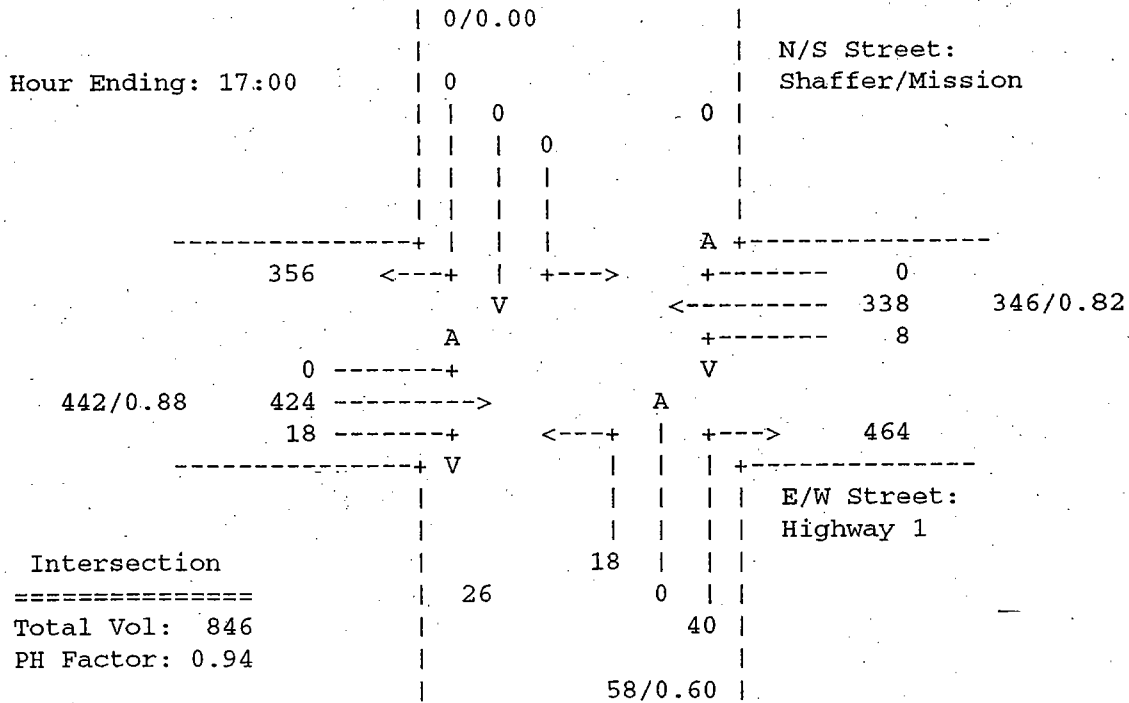 0/0.00
N/S Street:
Hour Ending: 17:00 0 Shaffer/Mission
0 0
0
A
356 <---+ | +---> +------- 0
V <--------- 338 346/0.82
A +------- 8
0 -------+ V
442/0.88 424 ---------> A
18 -------+ <---+ | +---> 464
V
E/W Street:
Highway 1
Intersection 18
=============== 26 0
Total Vol: 846 40
PH Factor: 0.94
58/0.60